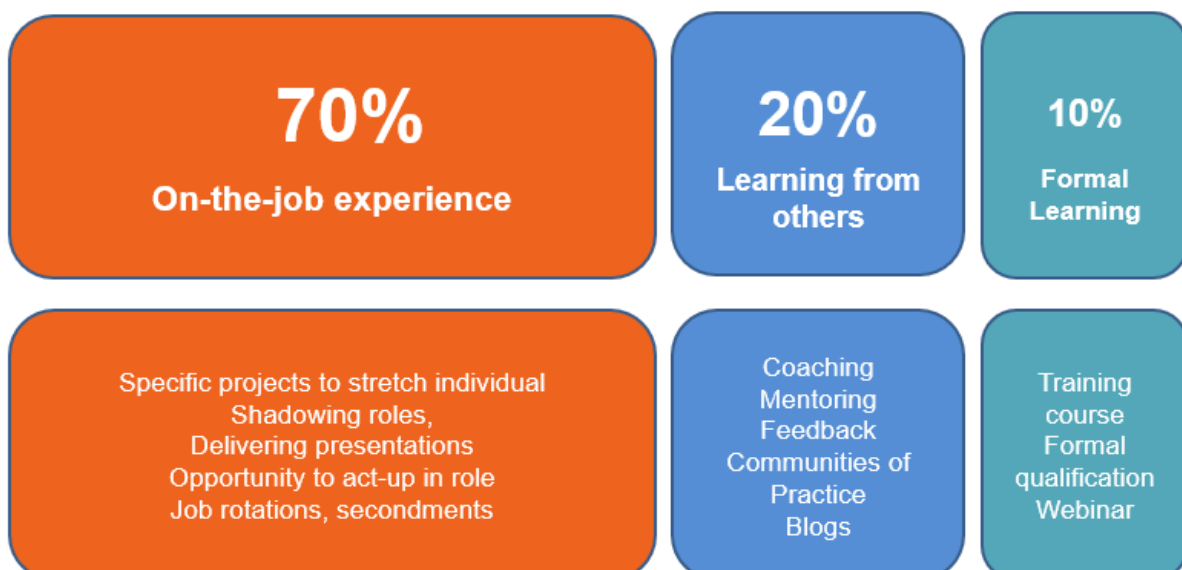 70%
On-the-job experience
20%
Learning from
others
10%
Formal
Learning
Specific projects to stretch individual
Shadowing roles,
Delivering presentations
Opportunity to act-up in role
Job rotations, secondments
Coaching
Mentoring
Feedback
Communities of
Practice
Blogs
Training
course
Formal
qualification
Webinar